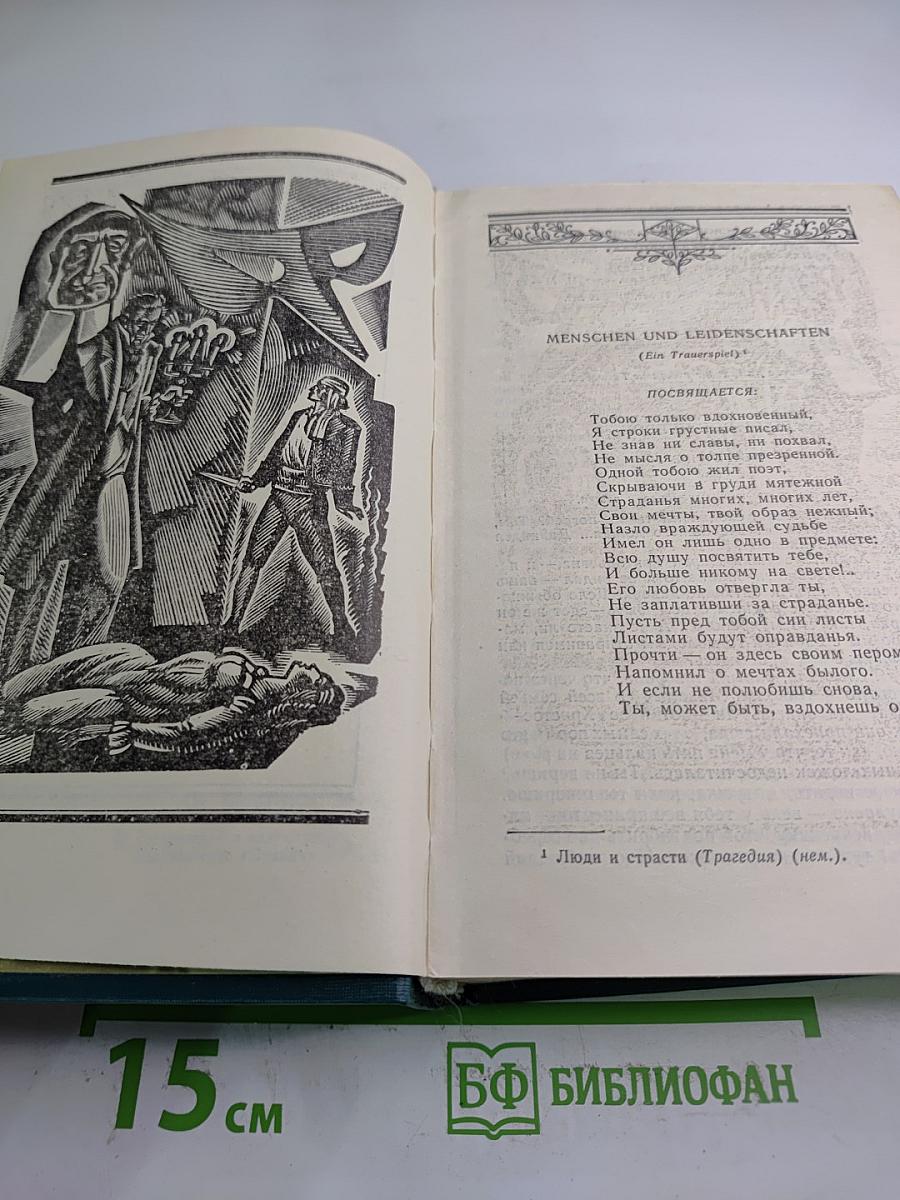 MENSCHEN UND LEIDENSCHAFTEN
(Ein Trauerspiel)¹
ПОСВЯЩАЕТСЯ:
Тобою только вдохновенный,
Я строки грустные писал,
Не знав ни славы, ни похвал,
Не мысля о толпе презренной.
Одной тобою жил поэт,
Скрываючи в груди мятежной
Страданья многих, многих лет,
Свои мечты, твой образ нежный;
Назло враждующей судьбе
Имел он лишь одно в предмете:
Всю душу посвятить тебе,
И больше никому на свете!..
Его любовь отвергла ты,
Не заплативши за страданье.
Пусть пред тобой сии листы
Листами будут оправданья.
Прочти — он здесь своим пером
Напомнил о мечтах былого.
И если не полюбишь снова,
Ты, может быть, вздохнешь о
¹ Люди и страсти (Трагедия) (нем.).
15 см
БФ БИБЛИОФАН